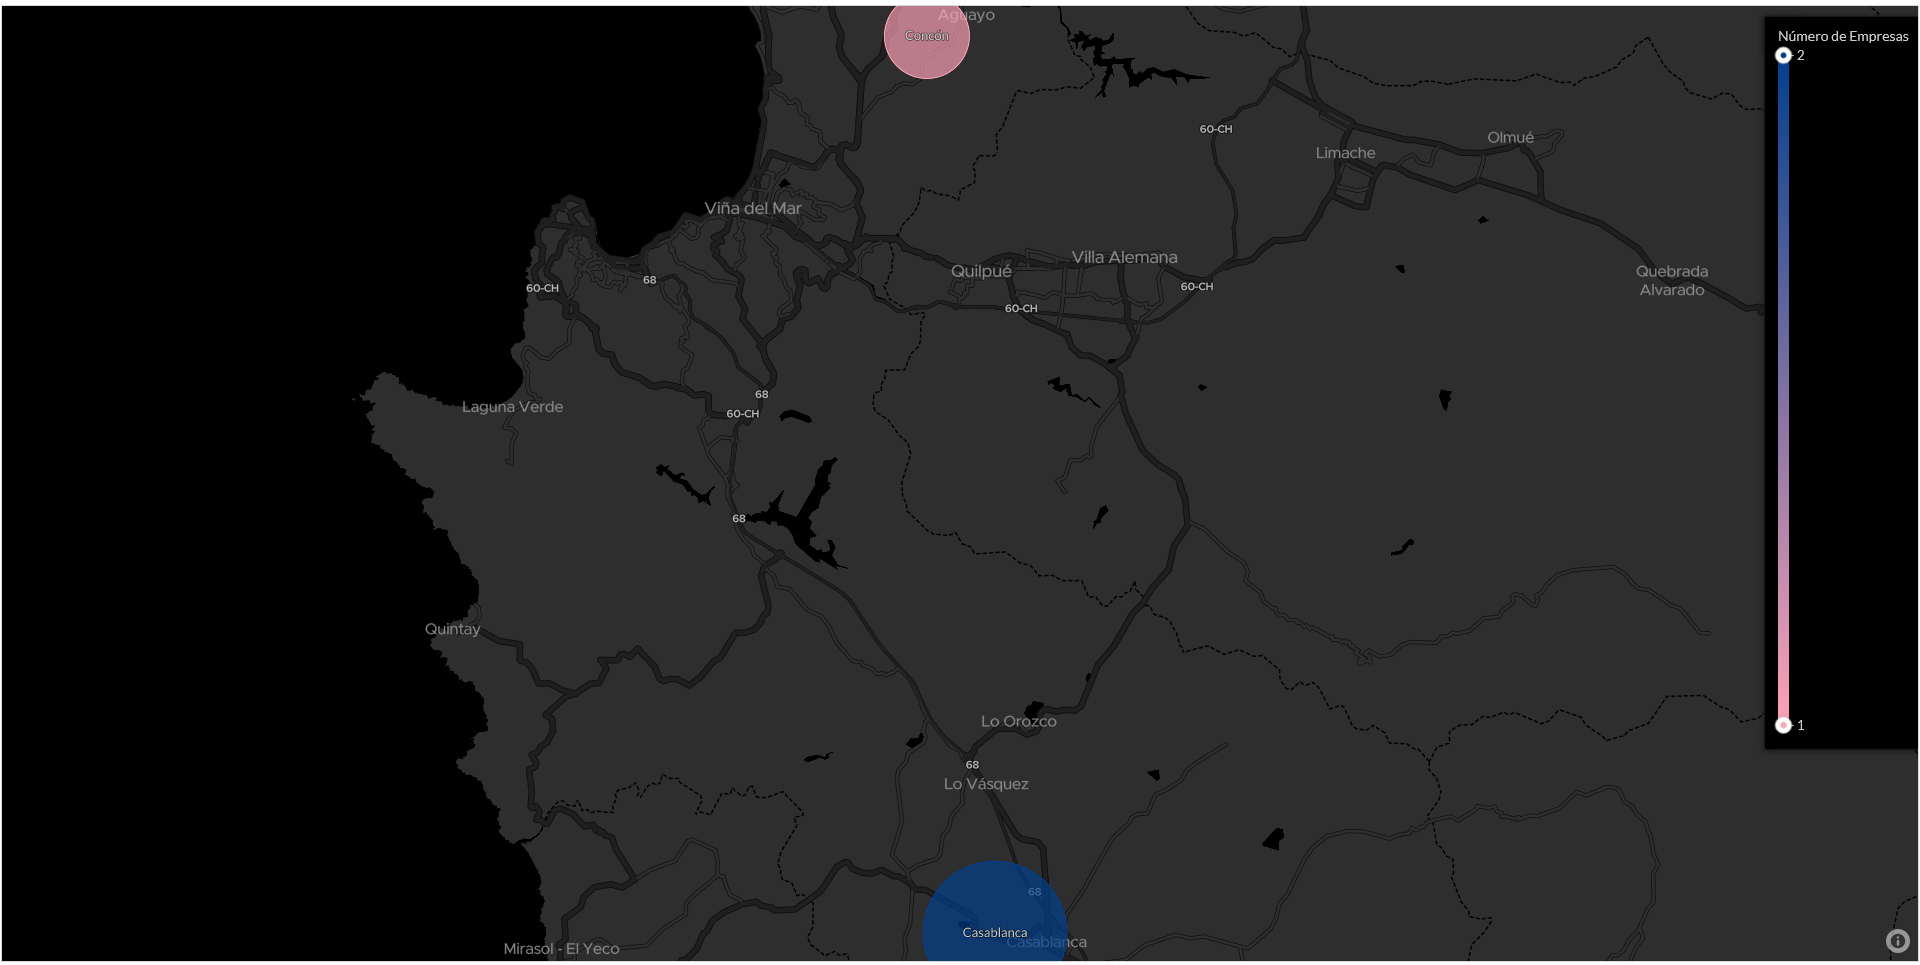 Aguayo
Concón
Número de Empresas
2
60-CH
Olmué
Limache
Viña del Mar
Villa Alemana
Quilpué
Quebrada
Alvarado
68
60-CH
60-CH
60-CH
68
Laguna Verde
60-CH
68
Quintay
Lo Orozco
1
68
Lo Vásquez
68
Casablanca
Casablanca
Mirasol - El Yeco